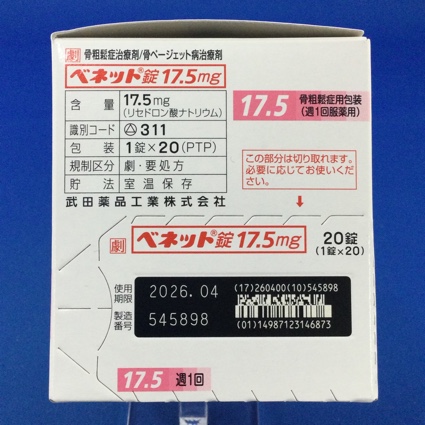 劇 骨粗鬆症治療剤/骨ページェット病治療剤
ベネット®錠 17.5mg
含量 17.5mg
(リセドロン酸ナトリウム)
識別コード 311
包装 1錠×20(PTP)
規制区分 劇・要処方
貯法 室温保存
武田薬品工業株式会社
17.5 骨粗鬆症用包装
(週1回服薬用)
この部分は切り取れます。
必要に応じてお使いください。
↓
劇 ベネット®錠 17.5mg 20錠
(1錠×20)
使用
期限 2026.04
製造
番号 545898
(17)260400(10)545898
(01)14987123146873
17.5 週1回